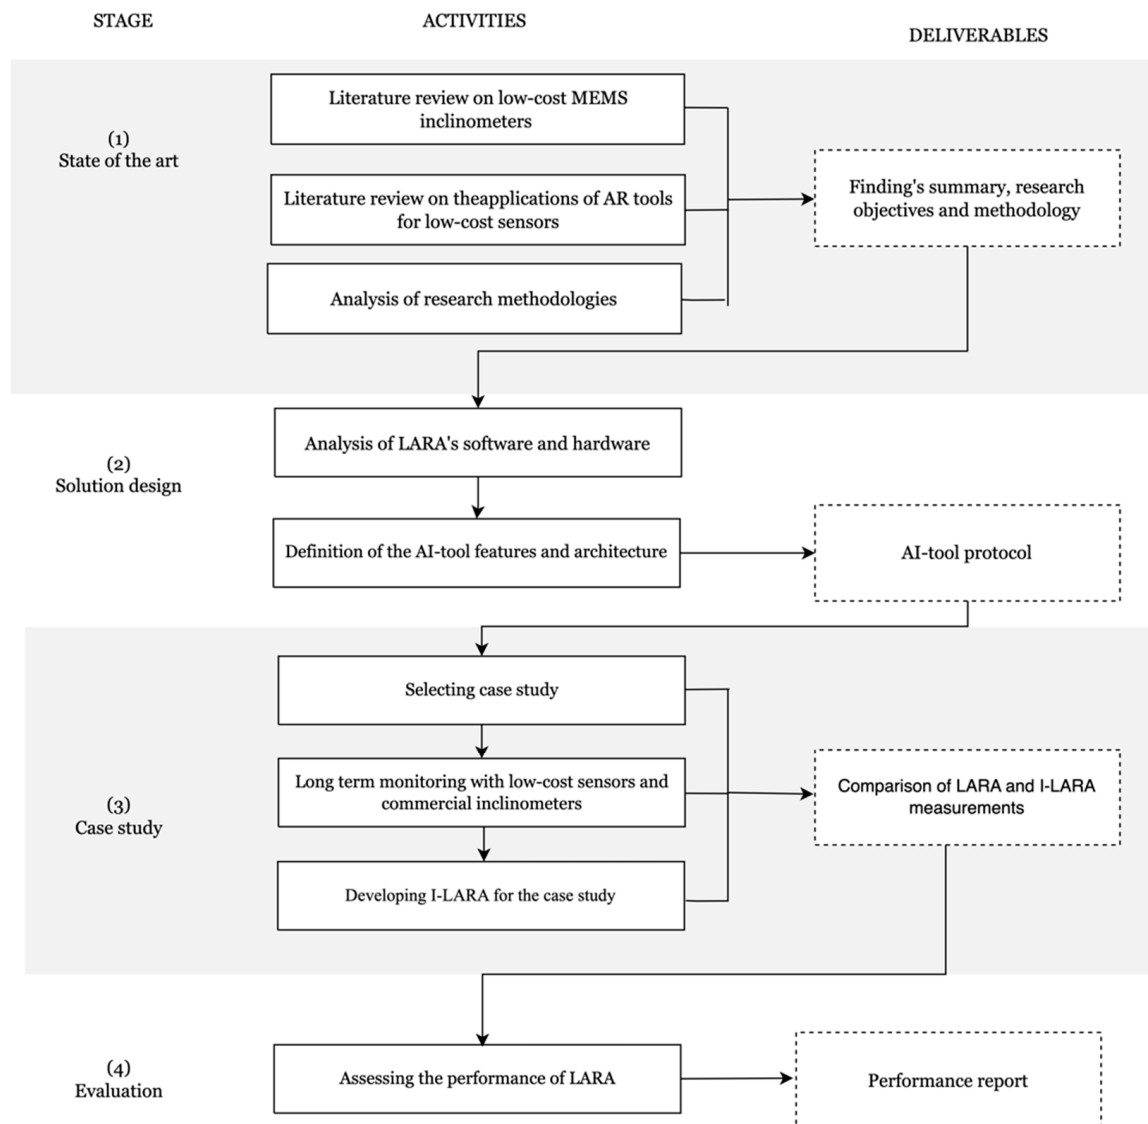 STAGE
ACTIVITIES
DELIVERABLES
(1)
State of the art
Literature review on low-cost MEMS
inclinometers
Literature review on theapplications of AR tools
for low-cost sensors
Analysis of research methodologies
Finding's summary, research
objectives and methodology
(2)
Solution design
Analysis of LARA's software and hardware
Definition of the AI-tool features and architecture
AI-tool protocol
(3)
Case study
Selecting case study
Long term monitoring with low-cost sensors and
commercial inclinometers
Developing I-LARA for the case study
Comparison of LARA and I-LARA
measurements
(4)
Evaluation
Assessing the performance of LARA
Performance report